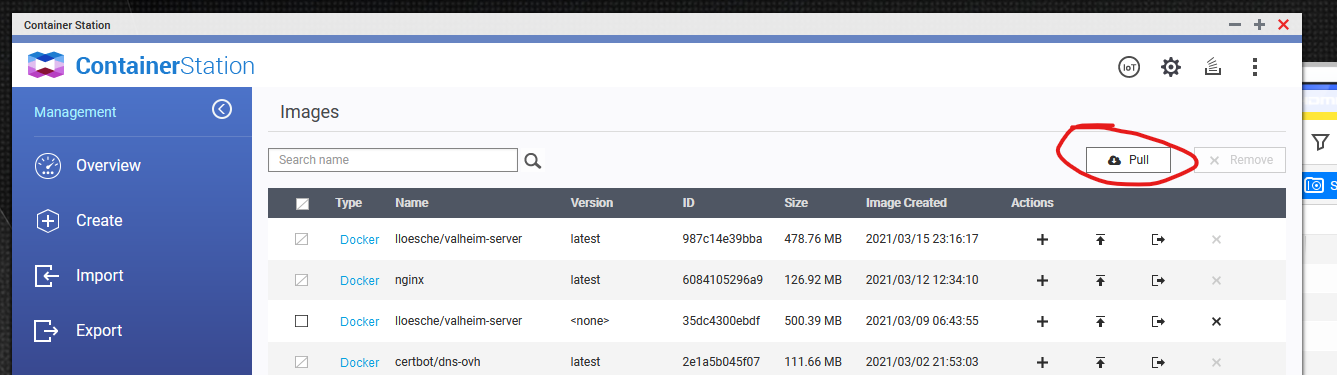 Container Station
ContainerStation
IoT
Management
Overview
Create
Import
Export
Images
Search name
Pull
Remove
Type Name Version ID Size Image Created Actions
Docker lloesche/valheim-server latest 987c14e39bba 478.76 MB 2021/03/15 23:16:17
Docker nginx latest 6084105296a9 126.92 MB 2021/03/12 12:34:10
Docker lloesche/valheim-server <none> 35dc4300ebdf 500.39 MB 2021/03/09 06:43:55
Docker certbot/dns-ovh latest 2e1a5b045f07 111.66 MB 2021/03/02 21:53:03
S